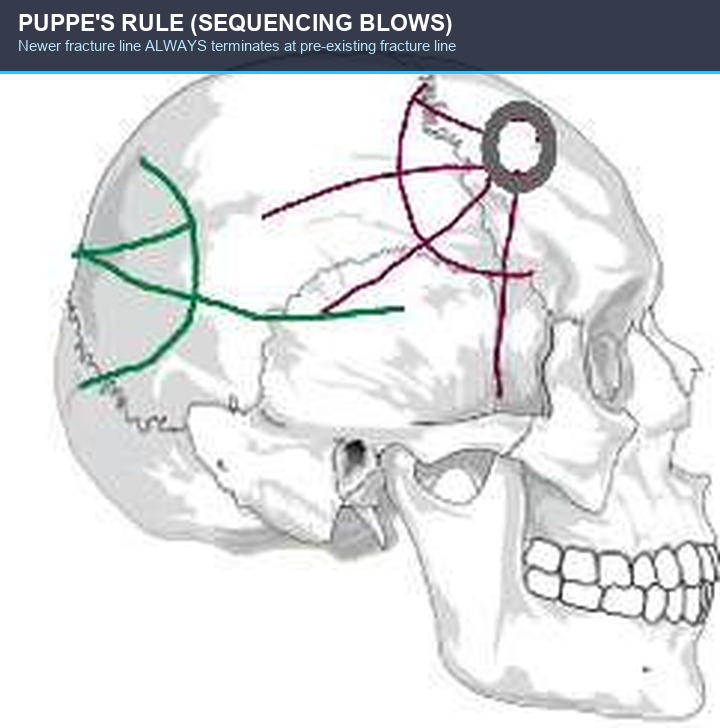 PUPPE'S RULE (SEQUENCING BLOWS)
Newer fracture line ALWAYS terminates at pre-existing fracture line